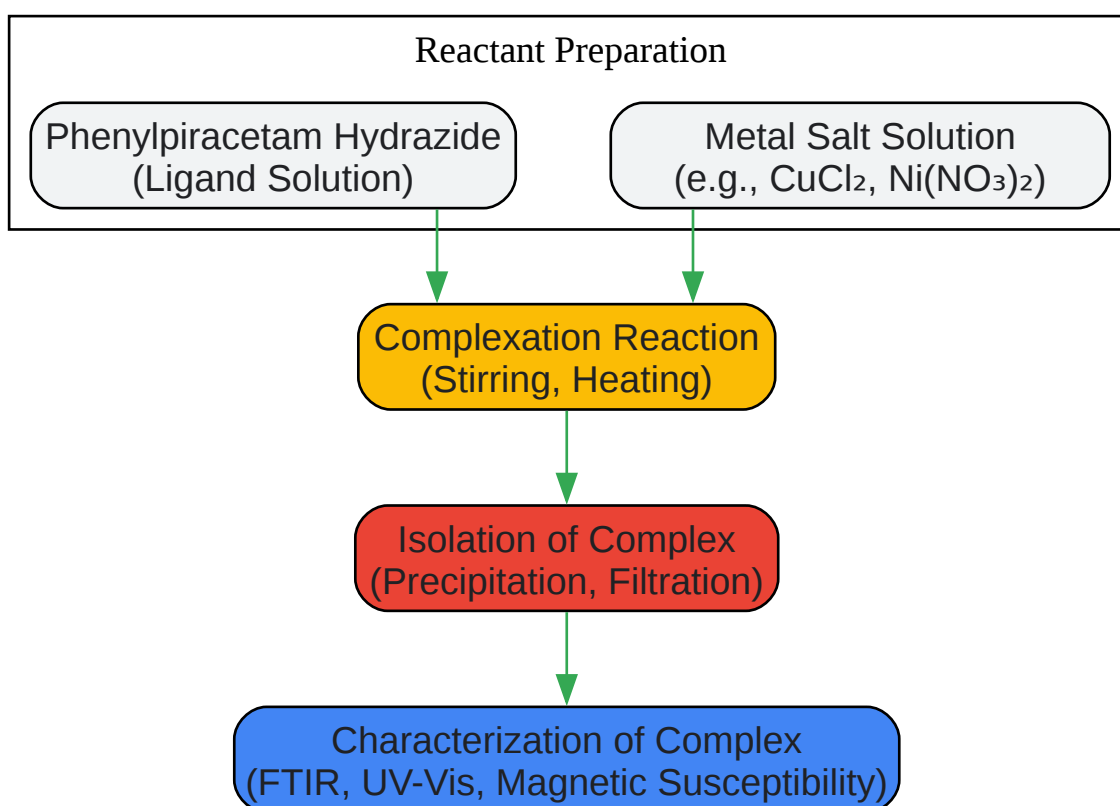 Reactant Preparation
Phenylpiracetam Hydrazide
(Ligand Solution)
Metal Salt Solution
(e.g., CuCl₂, Ni(NO₃)₂)
Complexation Reaction
(Stirring, Heating)
Isolation of Complex
(Precipitation, Filtration)
Characterization of Complex
(FTIR, UV-Vis, Magnetic Susceptibility)